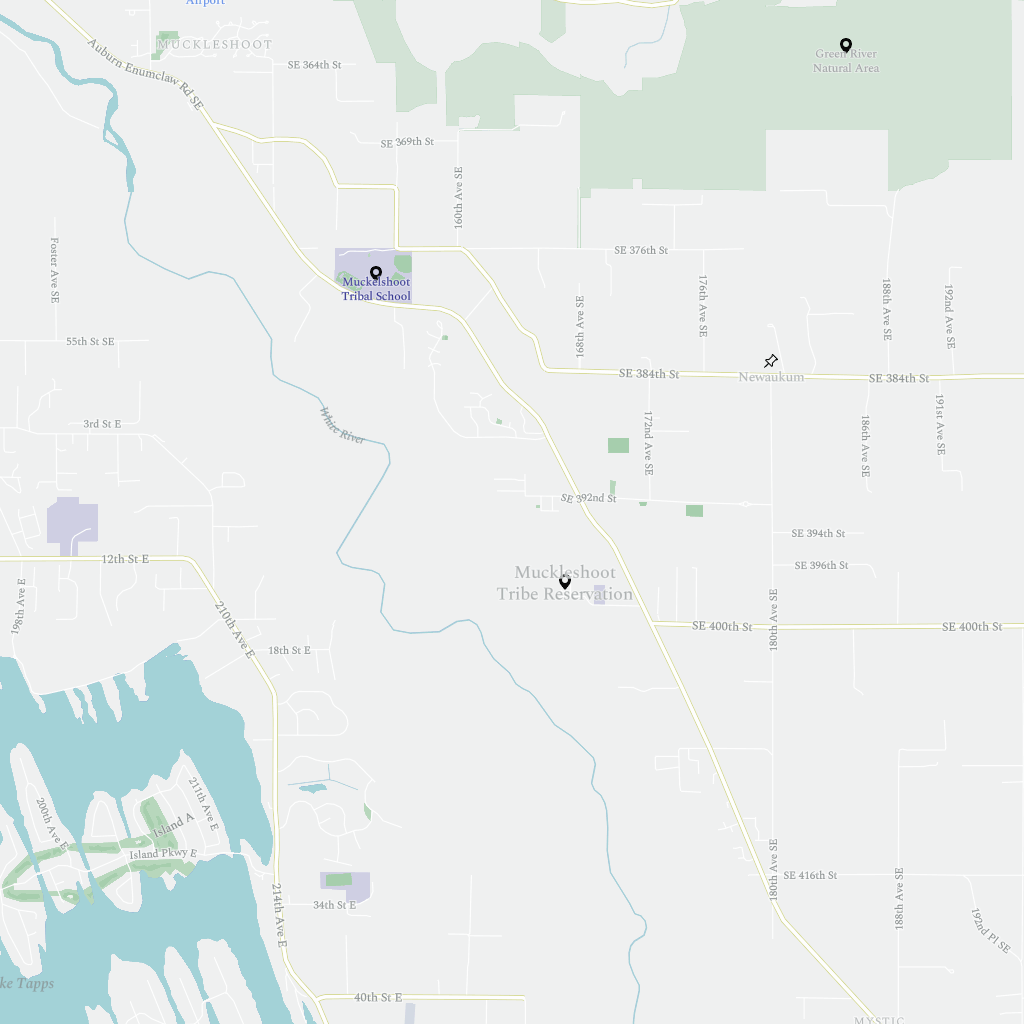 Airport
MUCKLESHOOT
Green River
Natural Area
Auburn Enumclaw Rd SE
SE 364th St
SE 369th St
160th Ave SE
SE 376th St
Foster Ave SE
Muckelshoot
Tribal School
168th Ave SE
176th Ave SE
188th Ave SE
192nd Ave SE
55th St SE
SE 384th St
Newaukum
SE 384th St
White River
3rd St E
172nd Ave SE
186th Ave SE
191st Ave SE
SE 392nd St
SE 394th St
12th St E
SE 396th St
Muckleshoot
Tribe Reservation
198th Ave E
210th Ave E
180th Ave SE
SE 400th St
SE 400th St
18th St E
200th Ave E
211th Ave E
Island A
Island Pkwy E
SE 416th St
180th Ave SE
188th Ave SE
34th St E
214th Ave E
192nd Pl SE
ke Tapps
40th St E
MYSTIC